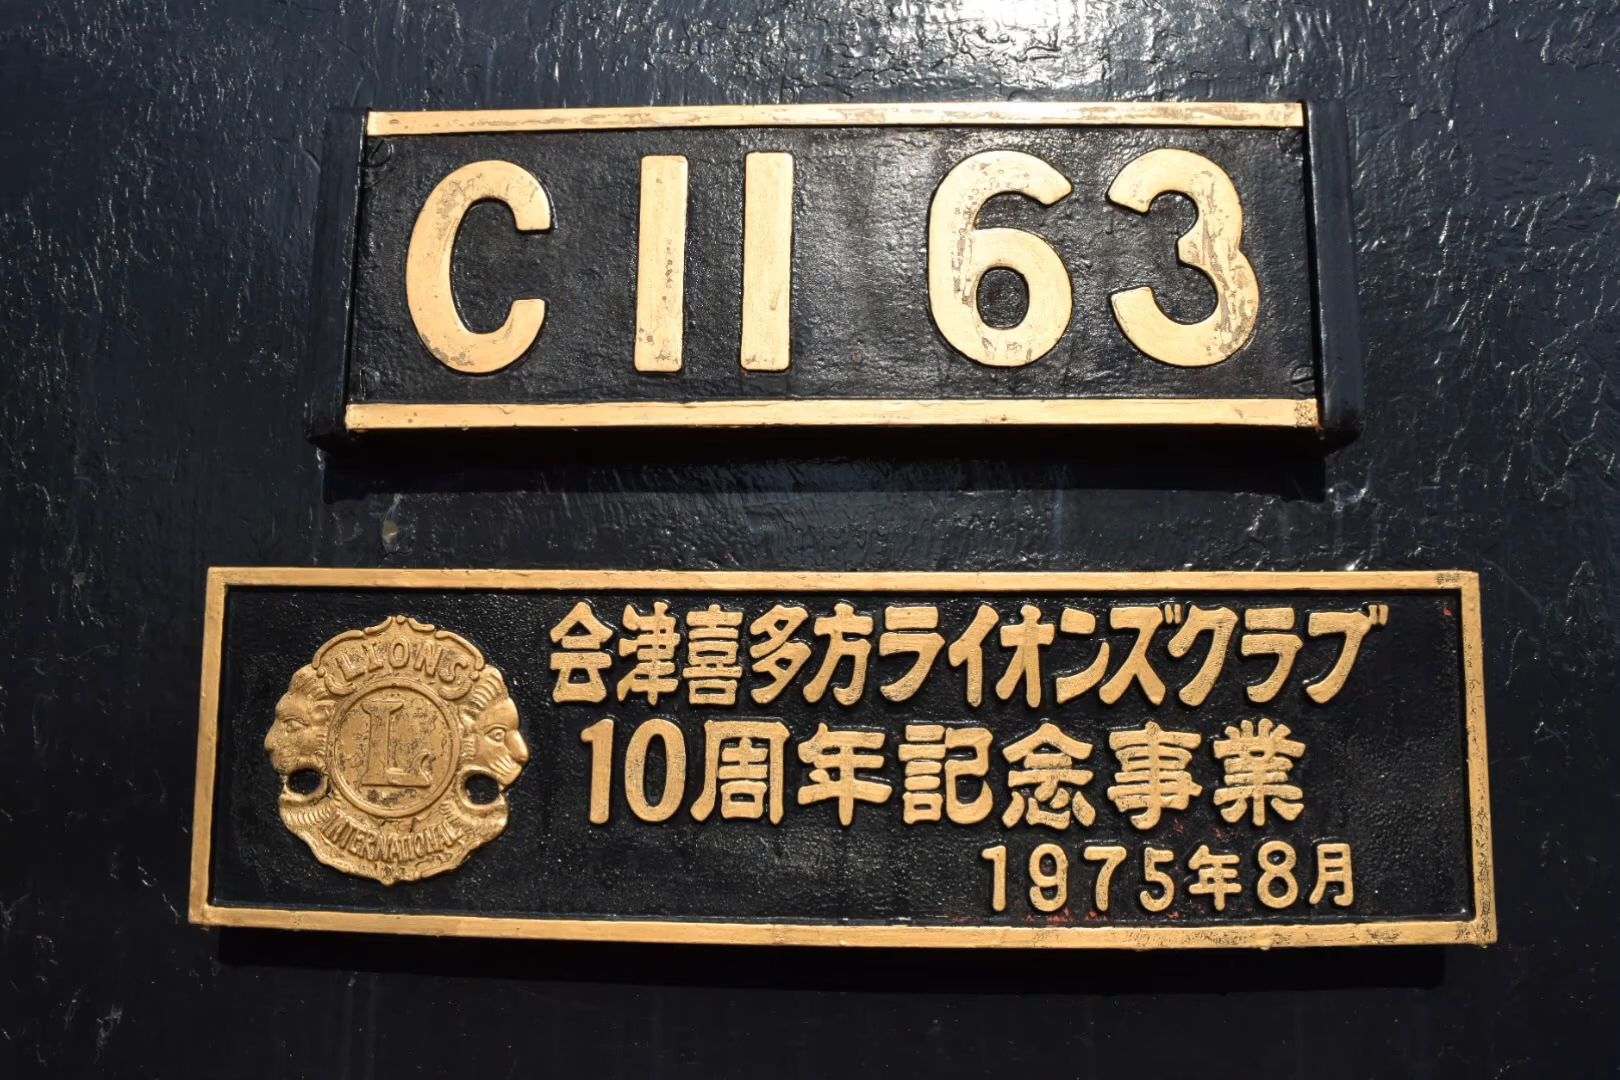 C11 63
会津喜多方ライオンズクラブ
LIONS
L
INTERNATIONAL
10周年記念事業
1975年8月